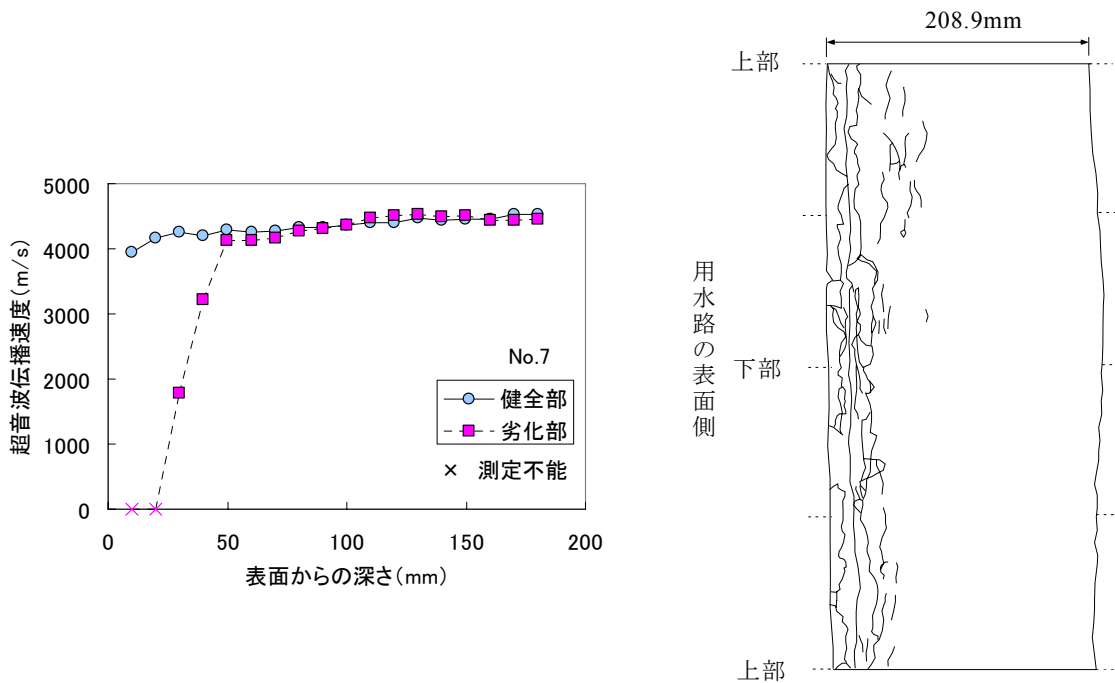 超音波伝播速度(m/s)
5000
4000
3000
2000
1000
0
0
50
100
150
200
表面からの深さ(mm)
No.7
健全部
劣化部
× 測定不能
208.9mm
上部
用水路の表面側
下部
上部